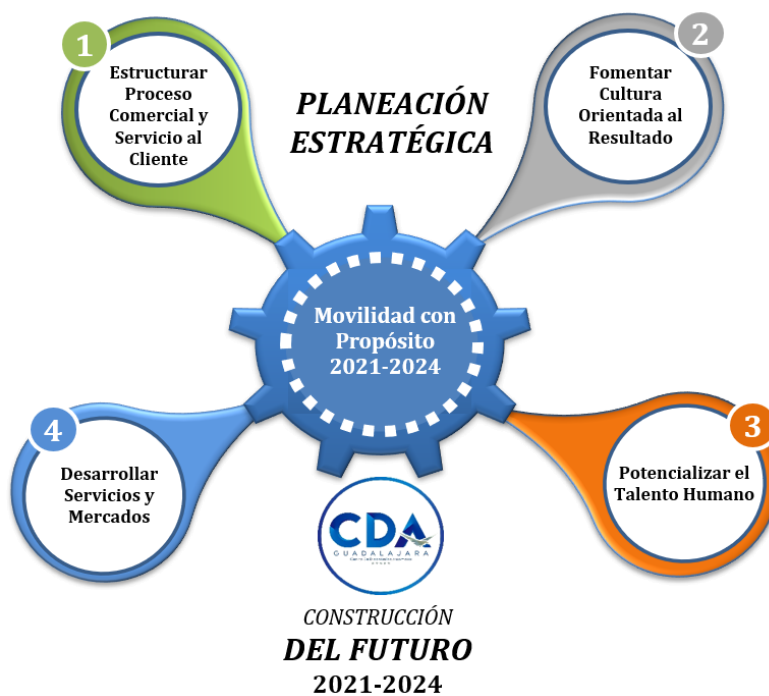 1
Estructurar
Proceso
Comercial y
Servicio al
Cliente
PLANEACIÓN
ESTRATÉGICA
2
Fomentar
Cultura
Orientada al
Resultado
Movilidad con
Propósito
2021-2024
4
Desarrollar
Servicios y
Mercados
3
Potencializar el
Talento Humano
CDA
GUADALAJARA
CONSTRUCCIÓN
DEL FUTURO
2021-2024